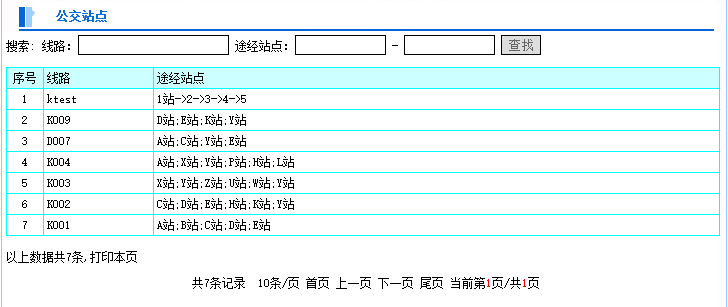 公交站点
搜索: 线路: 途经站点: - 查找
序号 线路 途经站点
1 ktest 1站->2->3->4->5
2 K009 D站;E站;K站;Y站
3 D007 A站;C站;Y站;E站
4 K004 A站;X站;Y站;P站;H站;L站
5 K003 X站;Y站;Z站;U站;W站;Y站
6 K002 C站;D站;E站;H站;K站;Y站
7 K001 A站;B站;C站;D站;E站
以上数据共7条,打印本页
共7条记录 10条/页 首页 上一页 下一页 尾页 当前第1页/共1页